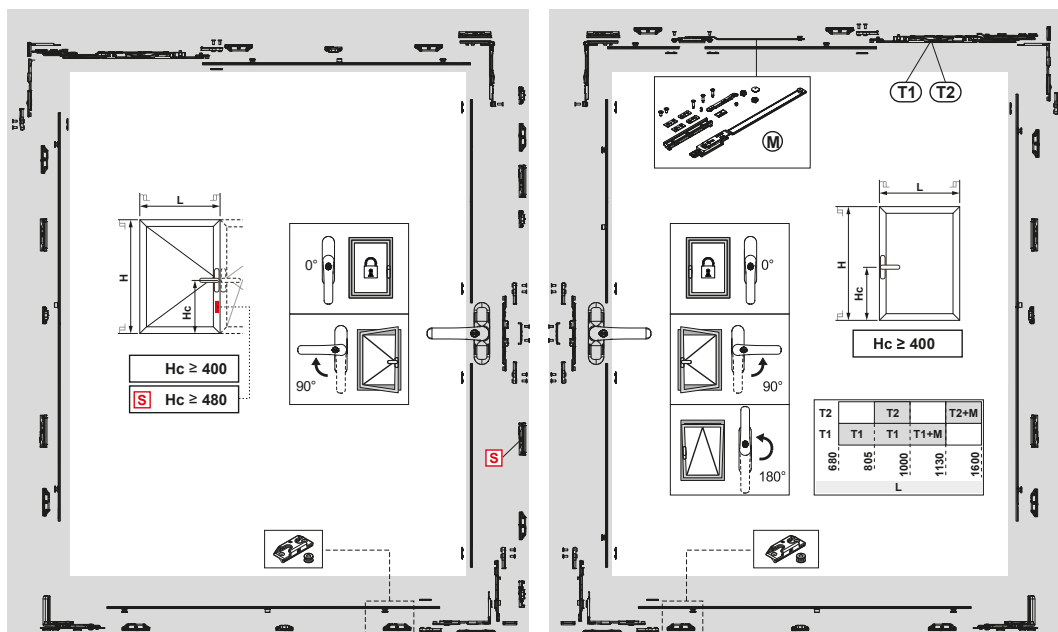 L
H
Hc
Hc ≥ 400
S Hc ≥ 480
0°
90°
S
T1 T2
M
0°
90°
180°
L
H
Hc
Hc ≥ 400
T2 T2 T2+M
T1 T1 T1 T1+M
680 805 1000 1130 1600
L